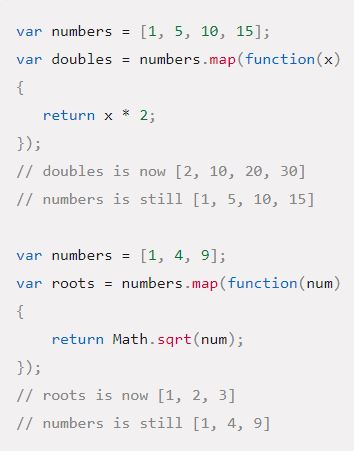 var numbers = [1, 5, 10, 15];
var doubles = numbers.map(function(x)
{
   return x * 2;
});
// doubles is now [2, 10, 20, 30]
// numbers is still [1, 5, 10, 15]

var numbers = [1, 4, 9];
var roots = numbers.map(function(num)
{
    return Math.sqrt(num);
});
// roots is now [1, 2, 3]
// numbers is still [1, 4, 9]